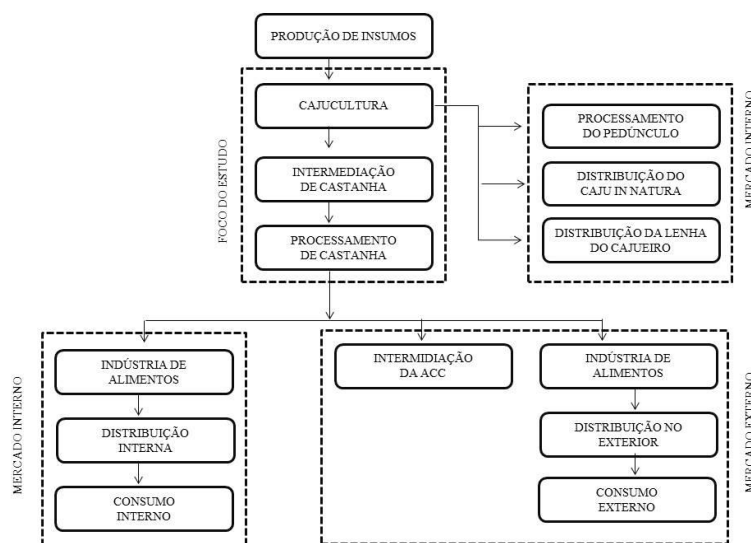 PRODUÇÃO DE INSUMOS
FOCO DO ESTUDO
CAJUCULTURA
INTERMEDIAÇÃO
DE CASTANHA
PROCESSAMENTO
DE CASTANHA
PROCESSAMENTO
DO PEDÚNCULO
DISTRIBUIÇÃO DO
CAJU IN NATURA
DISTRIBUIÇÃO DA LENHA
DO CAJUEIRO
MERCADO INTERNO
MERCADO INTERNO
INDÚSTRIA DE
ALIMENTOS
DISTRIBUIÇÃO
INTERNA
CONSUMO
INTERNO
INTERMIDIAÇÃO
DA ACC
INDÚSTRIA DE
ALIMENTOS
DISTRIBUIÇÃO NO
EXTERIOR
CONSUMO
EXTERNO
MERCADO EXTERNO